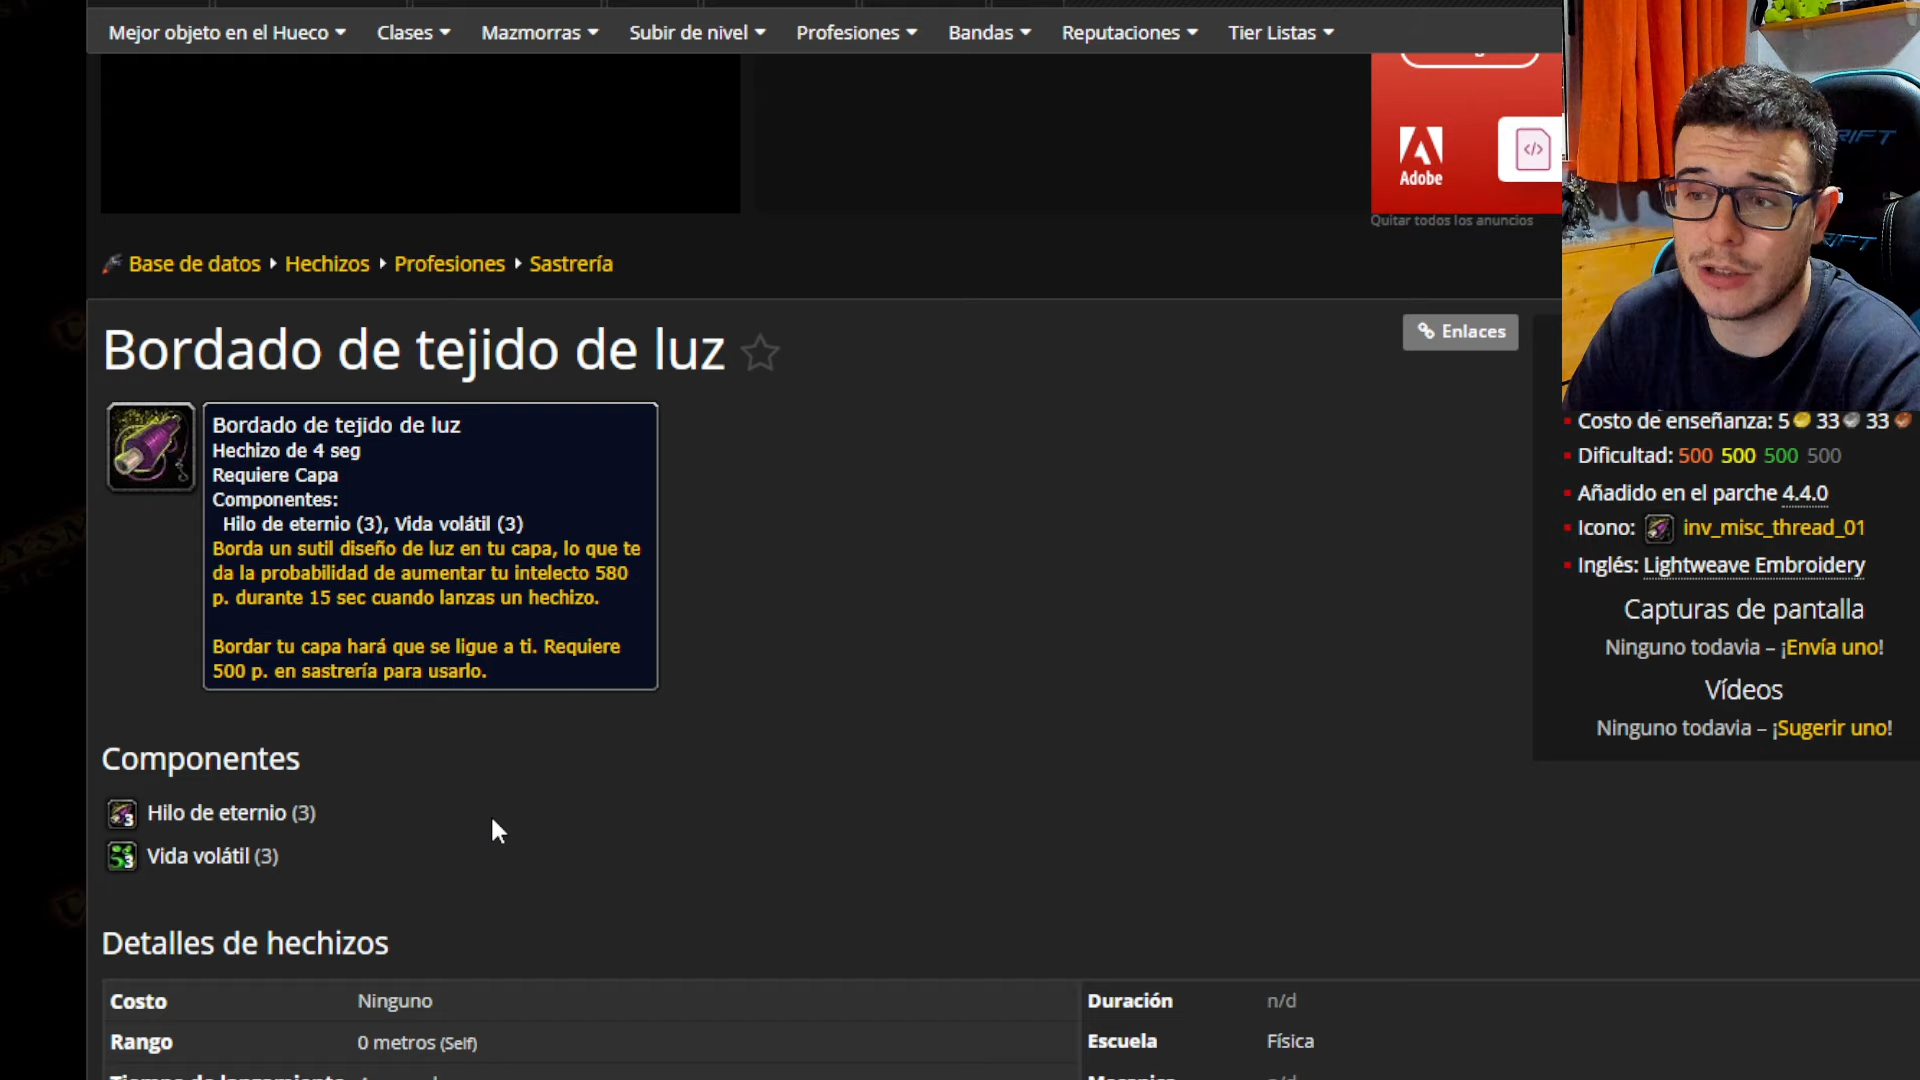 Mejor objeto en el Hueco Clases Mazmorras Subir de nivel Profesiones Bandas Reputaciones Tier Listas
Adobe
Quitar todos los anuncios
Base de datos Hechizos Profesiones Sastrería
Bordado de tejido de luz
Enlaces
Bordado de tejido de luz
Hechizo de 4 seg
Requiere Capa
Componentes:
Hilo de eternio (3), Vida volátil (3)
Borda un sutil diseño de luz en tu capa, lo que te
da la probabilidad de aumentar tu intelecto 580
p. durante 15 sec cuando lanzas un hechizo.
Bordar tu capa hará que se ligue a ti. Requiere
500 p. en sastrería para usarlo.
Costo de enseñanza: 5 33 33
Dificultad: 500 500 500 500
Añadido en el parche 4.4.0
Icono: inv_misc_thread_01
Inglés: Lightweave Embroidery
Capturas de pantalla
Ninguno todavia – ¡Envía uno!
Vídeos
Ninguno todavia – ¡Sugerir uno!
Componentes
3 Hilo de eternio (3)
3 Vida volátil (3)
Detalles de hechizos
Costo Ninguno Duración n/d
Rango 0 metros (Self) Escuela Física